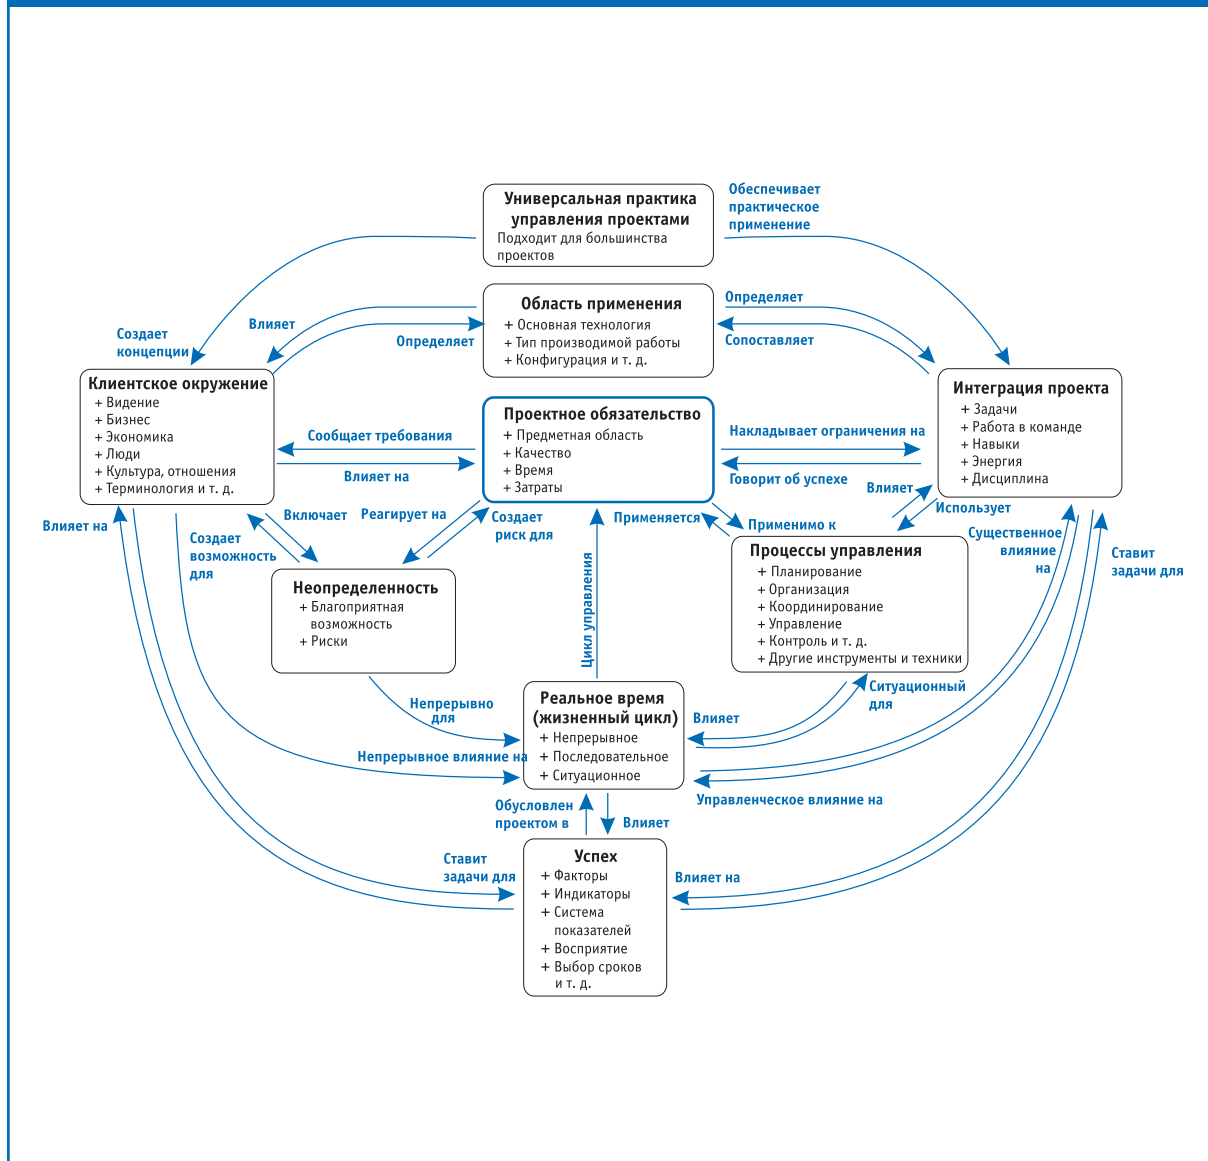 Универсальная практика
управления проектами
Подходит для большинства
проектов
Обеспечивает
практическое
применение
Область применения
+ Основная технология
+ Тип производимой работы
+ Конфигурация и т. д.
Определяет
Сопоставляет
Влияет
Определяет
Создает
концепции
Клиентское окружение
+ Видение
+ Бизнес
+ Экономика
+ Люди
+ Культура, отношения
+ Терминология и т. д.
Интеграция проекта
+ Задачи
+ Работа в команде
+ Навыки
+ Энергия
+ Дисциплина
Проектное обязательство
+ Предметная область
+ Качество
+ Время
+ Затраты
Сообщает требования
Влияет на
Накладывает ограничения на
Говорит об успехе
Влияет
Использует
Влияет на
Включает
Создает
возможность
для
Реагирует на
Создает
риск для
Применяется
Применимо к
Существенное
влияние
на
Ставит
задачи для
Неопределенность
+ Благоприятная
возможность
+ Риски
Цикл управления
Процессы управления
+ Планирование
+ Организация
+ Координирование
+ Управление
+ Контроль и т. д.
+ Другие инструменты и техники
Непрерывно
для
Реальное время
(жизненный цикл)
+ Непрерывное
+ Последовательное
+ Ситуационное
Влияет
Ситуационный
для
Непрерывное влияние на
Управленческое влияние на
Обусловлен
проектом в
Влияет
Успех
+ Факторы
+ Индикаторы
+ Система
показателей
+ Восприятие
+ Выбор сроков
и т. д.
Ставит
задачи для
Влияет на